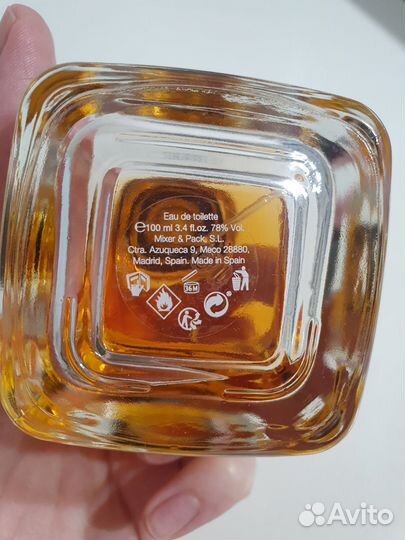 Eau de toilette
℮100 ml 3.4 fl.oz. 78% Vol.
Mixer & Pack, S.L.
Ctra. Azuqueca 9, Meco 28880,
Madrid, Spain. Made in Spain
36M
Avito